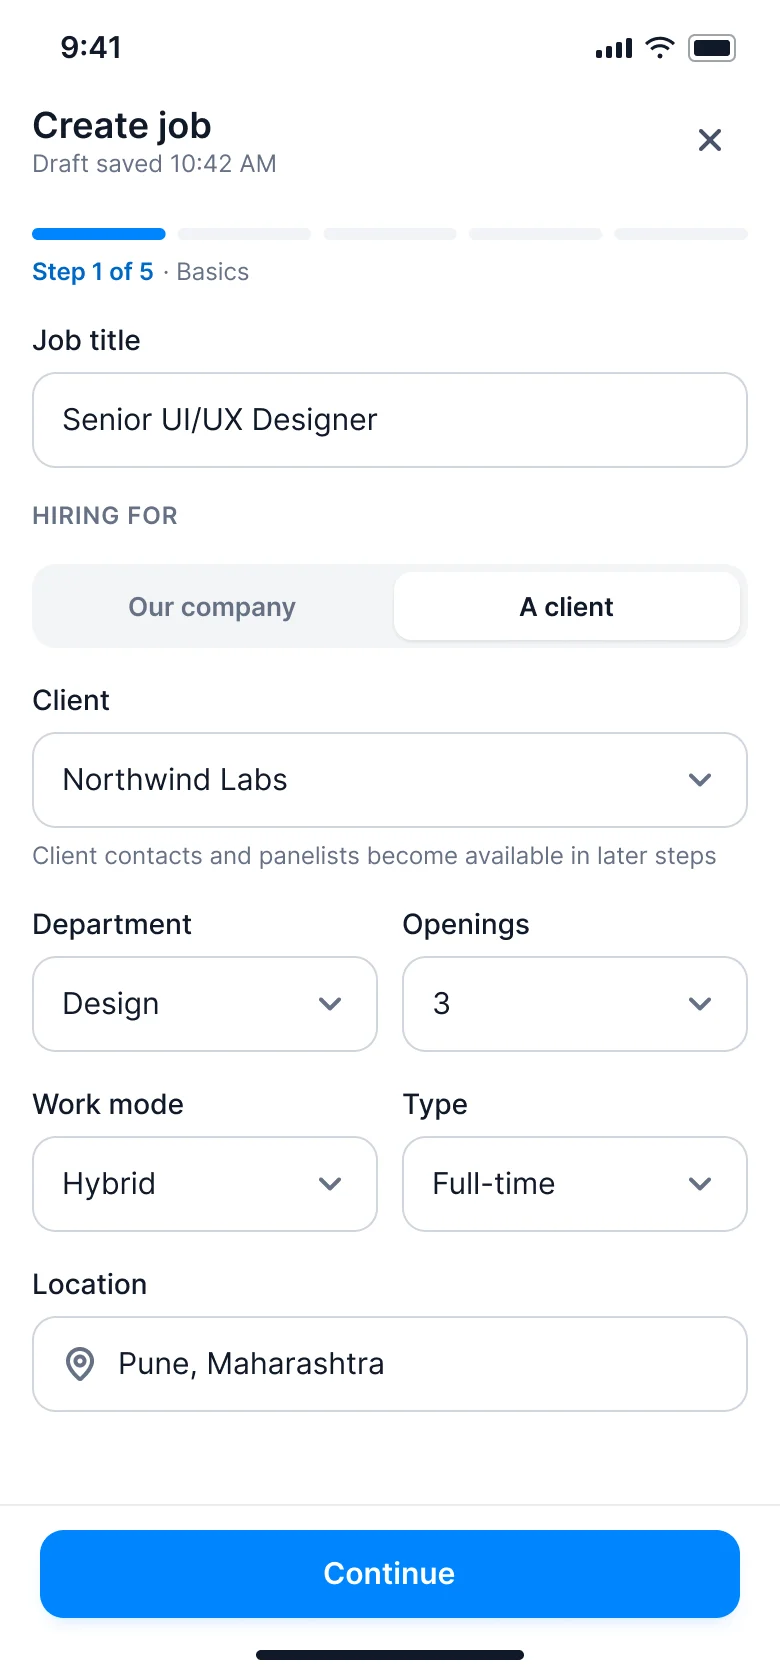 9:41
Create job
Draft saved 10:42 AM
Step 1 of 5 · Basics
Job title
Senior UI/UX Designer
HIRING FOR
Our company
A client
Client
Northwind Labs
Client contacts and panelists become available in later steps
Department
Openings
Design
3
Work mode
Type
Hybrid
Full-time
Location
Pune, Maharashtra
Continue